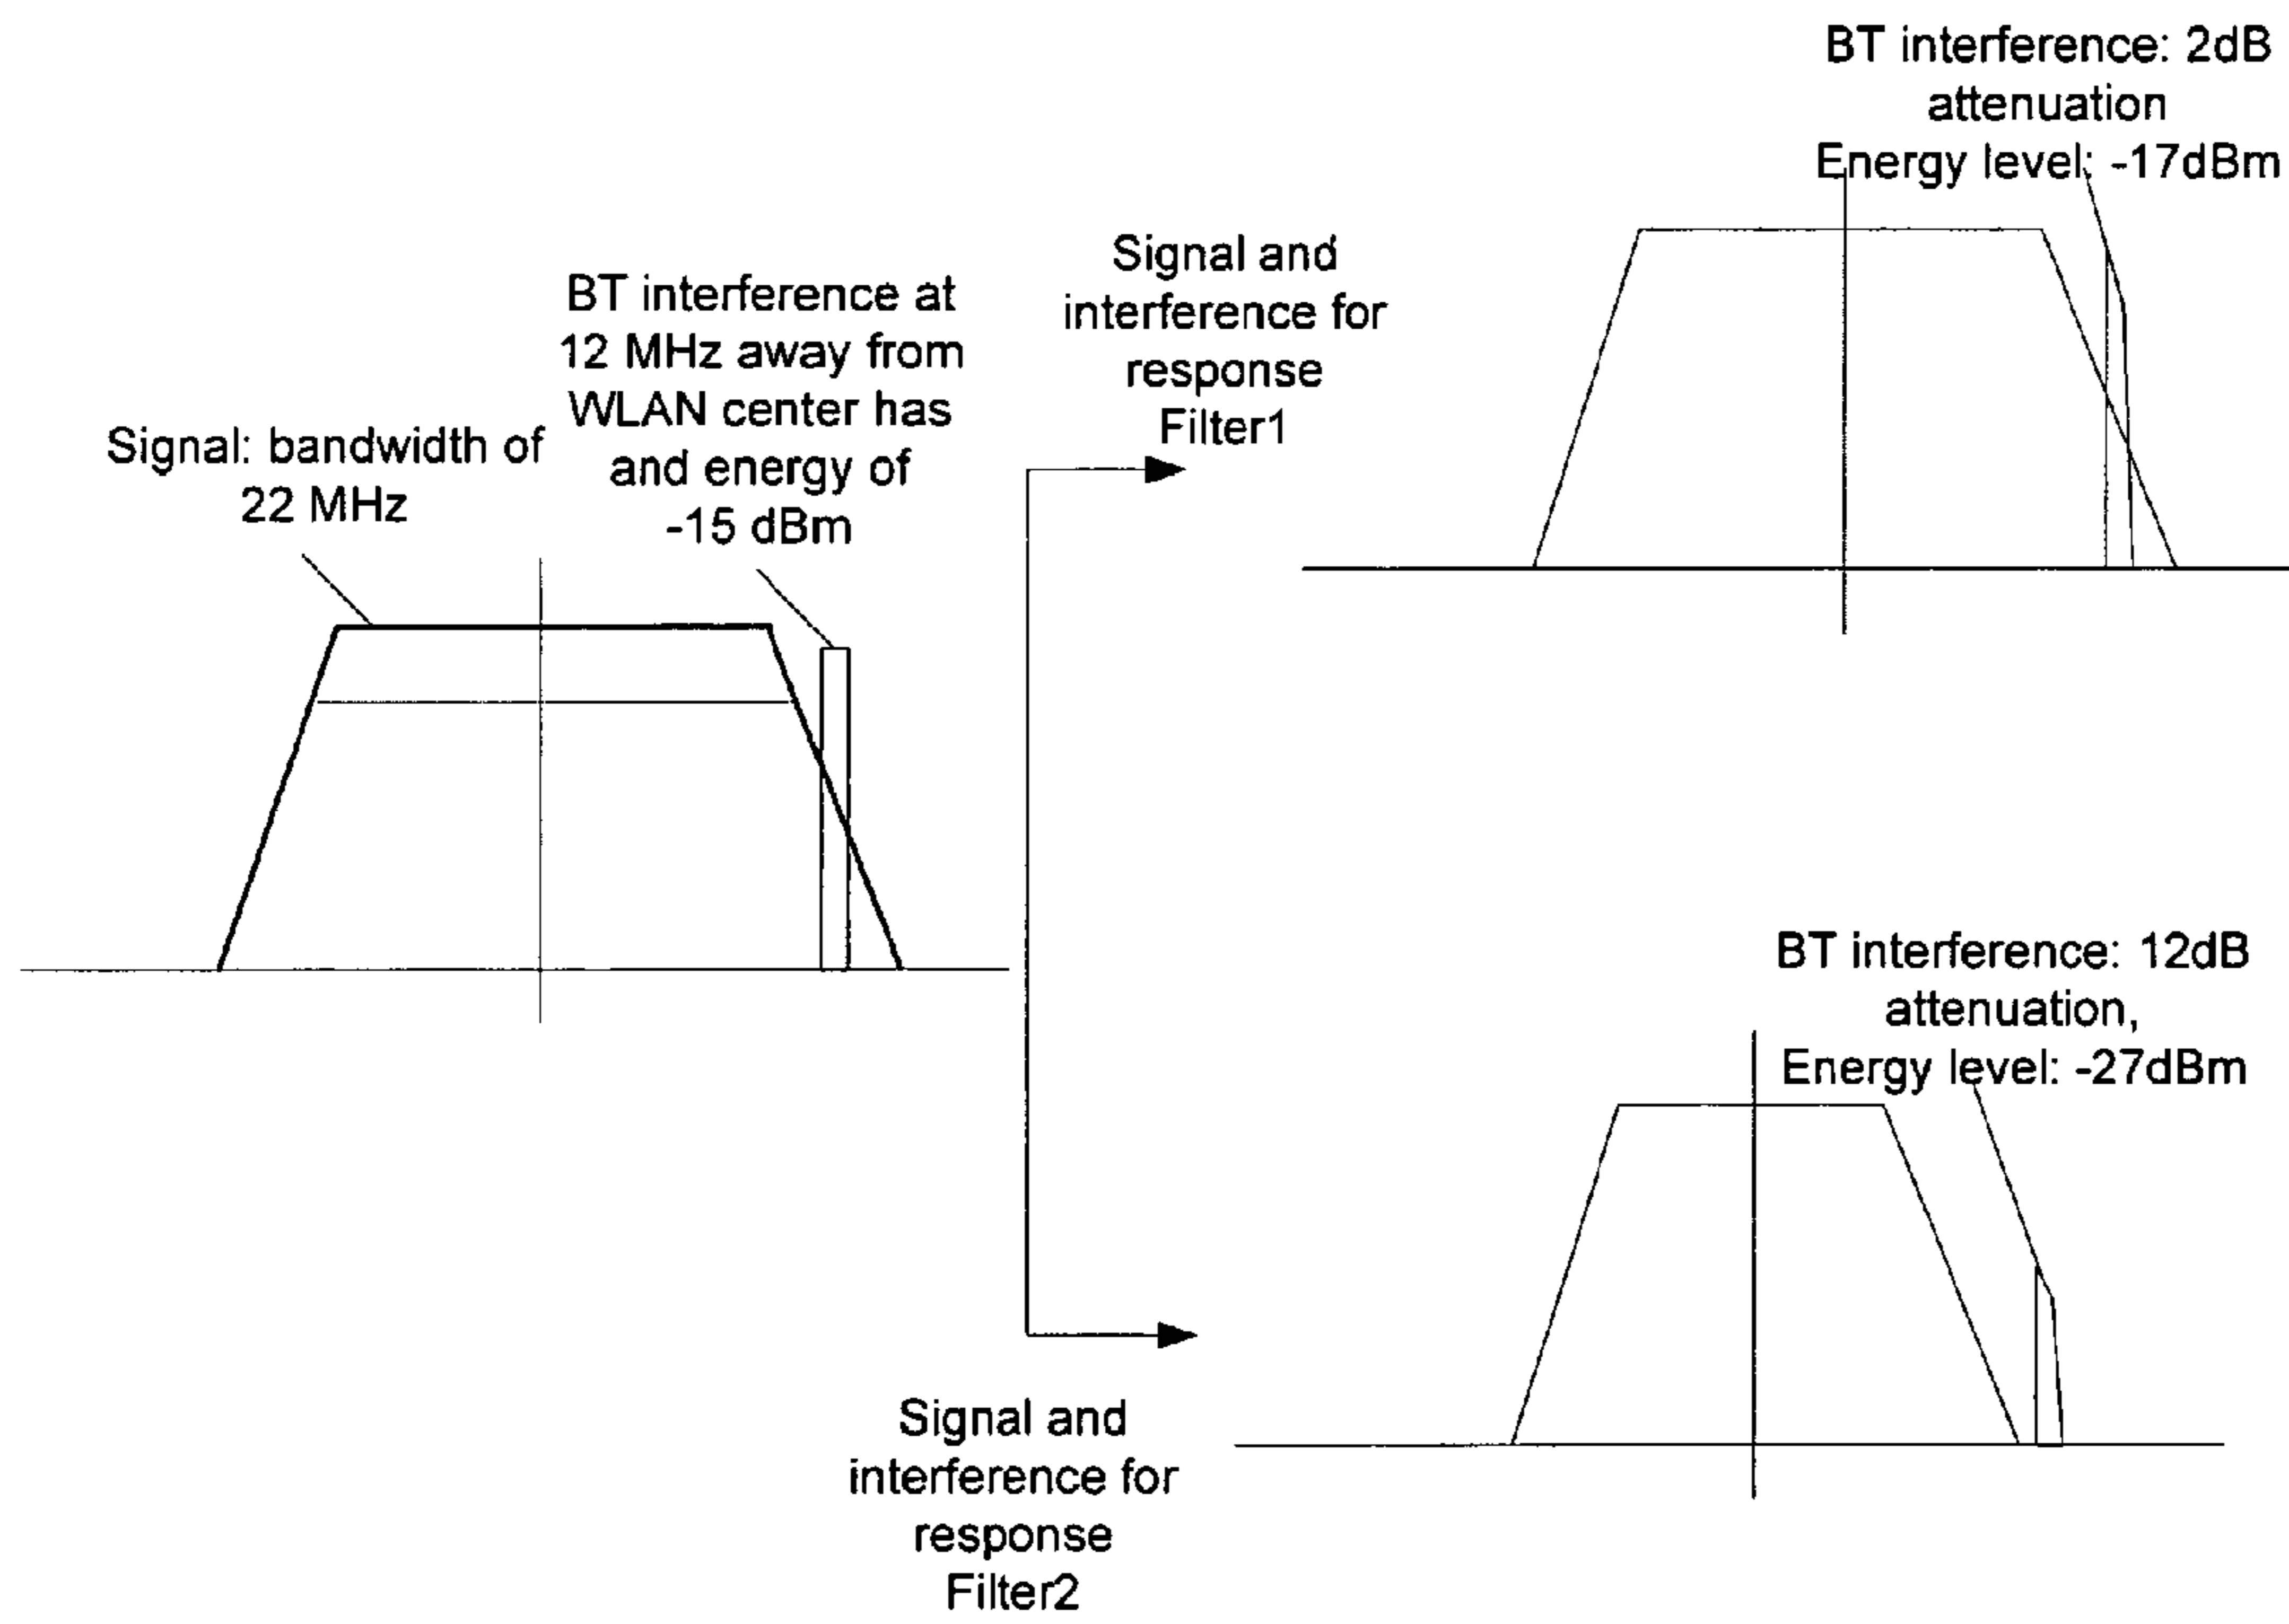 BT interference: 2dB
attenuation
Energy level: -17dBm
Signal and
interference for
response
Filter1
BT interference at
12 MHz away from
WLAN center has
and energy of
-15 dBm
Signal: bandwidth of
22 MHz
BT interference: 12dB
attenuation,
Energy level: -27dBm
Signal and
interference for
response
Filter2